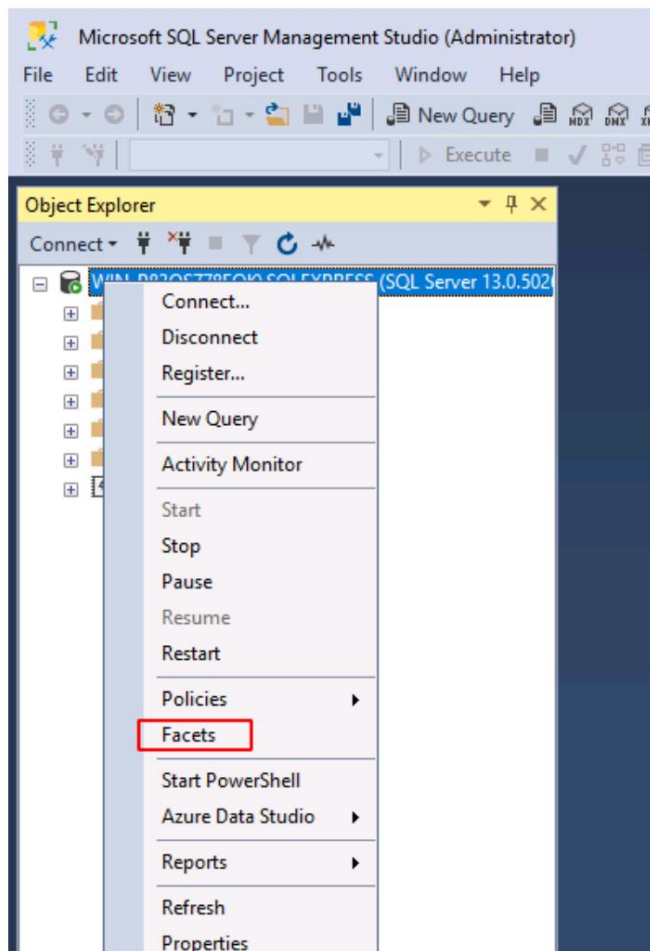 Microsoft SQL Server Management Studio (Administrator)
File Edit View Project Tools Window Help
New Query
Execute
Object Explorer
Connect
(SQL Server 13.0.502
Connect...
Disconnect
Register...
New Query
Activity Monitor
Start
Stop
Pause
Resume
Restart
Policies
Facets
Start PowerShell
Azure Data Studio
Reports
Refresh
Properties